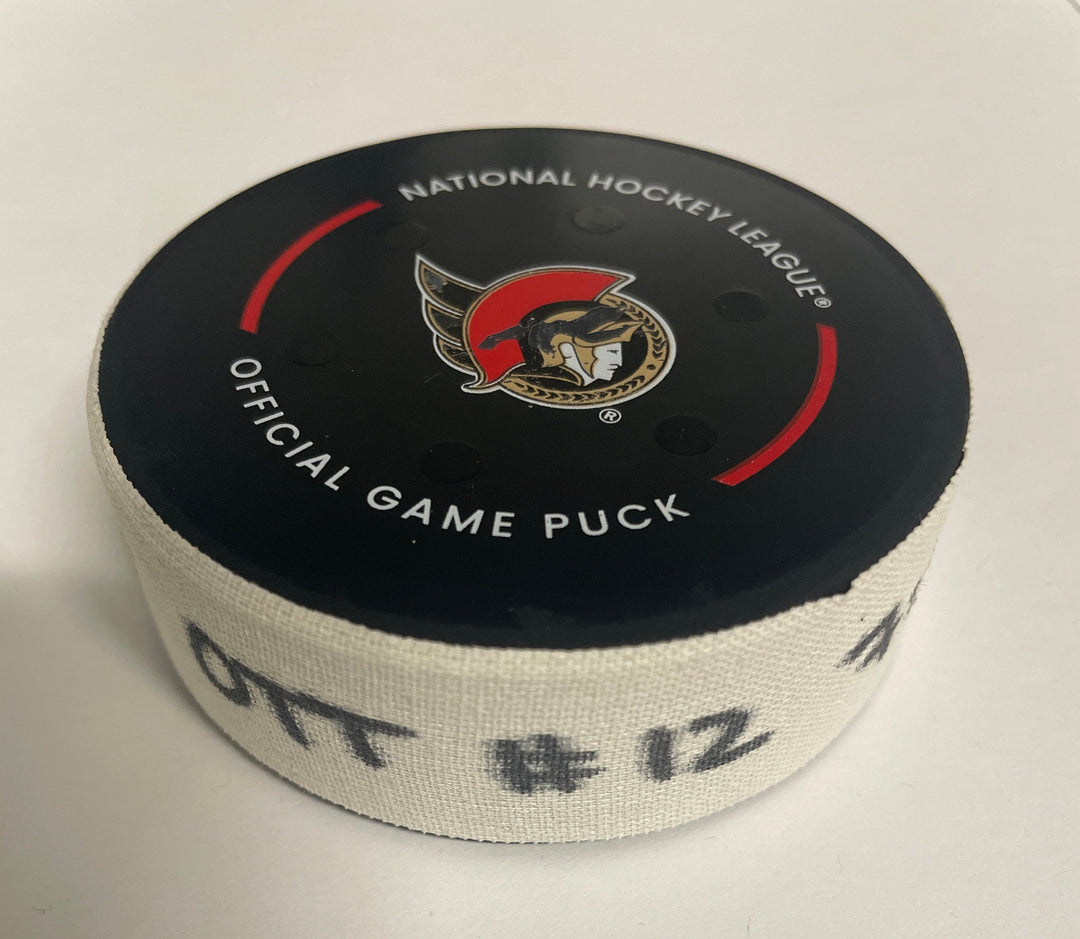 NATIONAL HOCKEY LEAGUE®
®
OFFICIAL GAME PUCK
OTT #12